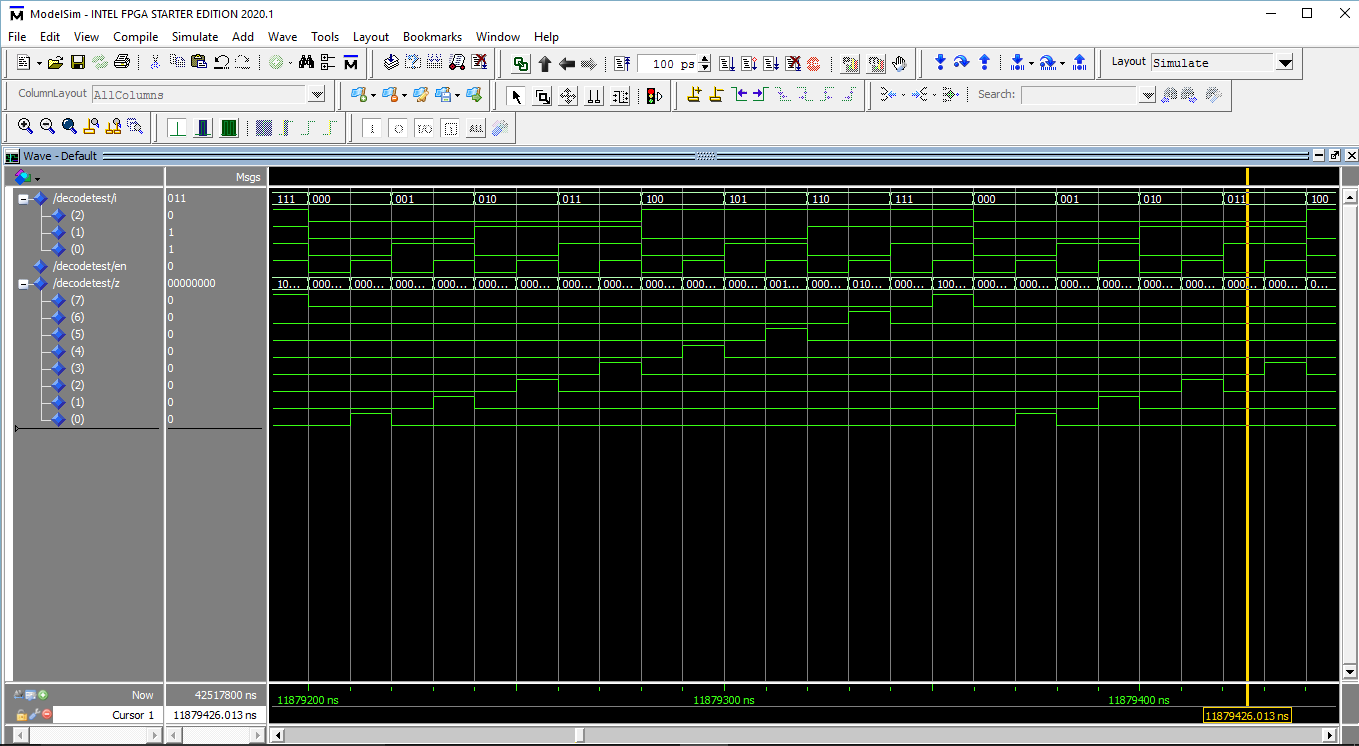 ModelSim - INTEL FPGA STARTER EDITION 2020.1
File Edit View Compile Simulate Add Wave Tools Layout Bookmarks Window Help
100 ps Layout Simulate
ColumnLayout AllColumns Search:
Wave - Default
Msgs
/decodetest/i 011 111 000 001 010 011 100 101 110 111 000 001 010 011 100
(2) 0
(1) 1
(0) 1
/decodetest/en 0
/decodetest/z 00000000 10... 000... 000... 000... 000... 000... 000... 000... 000... 000... 000... 000... 001... 000... 010... 000... 100... 000... 000... 000... 000... 000... 000... 000... 000... 0...
(7) 0
(6) 0
(5) 0
(4) 0
(3) 0
(2) 0
(1) 0
(0) 0
Now 42517800 ns 11879200 ns 11879300 ns 11879400 ns
Cursor 1 11879426.013 ns 11879426.013 ns